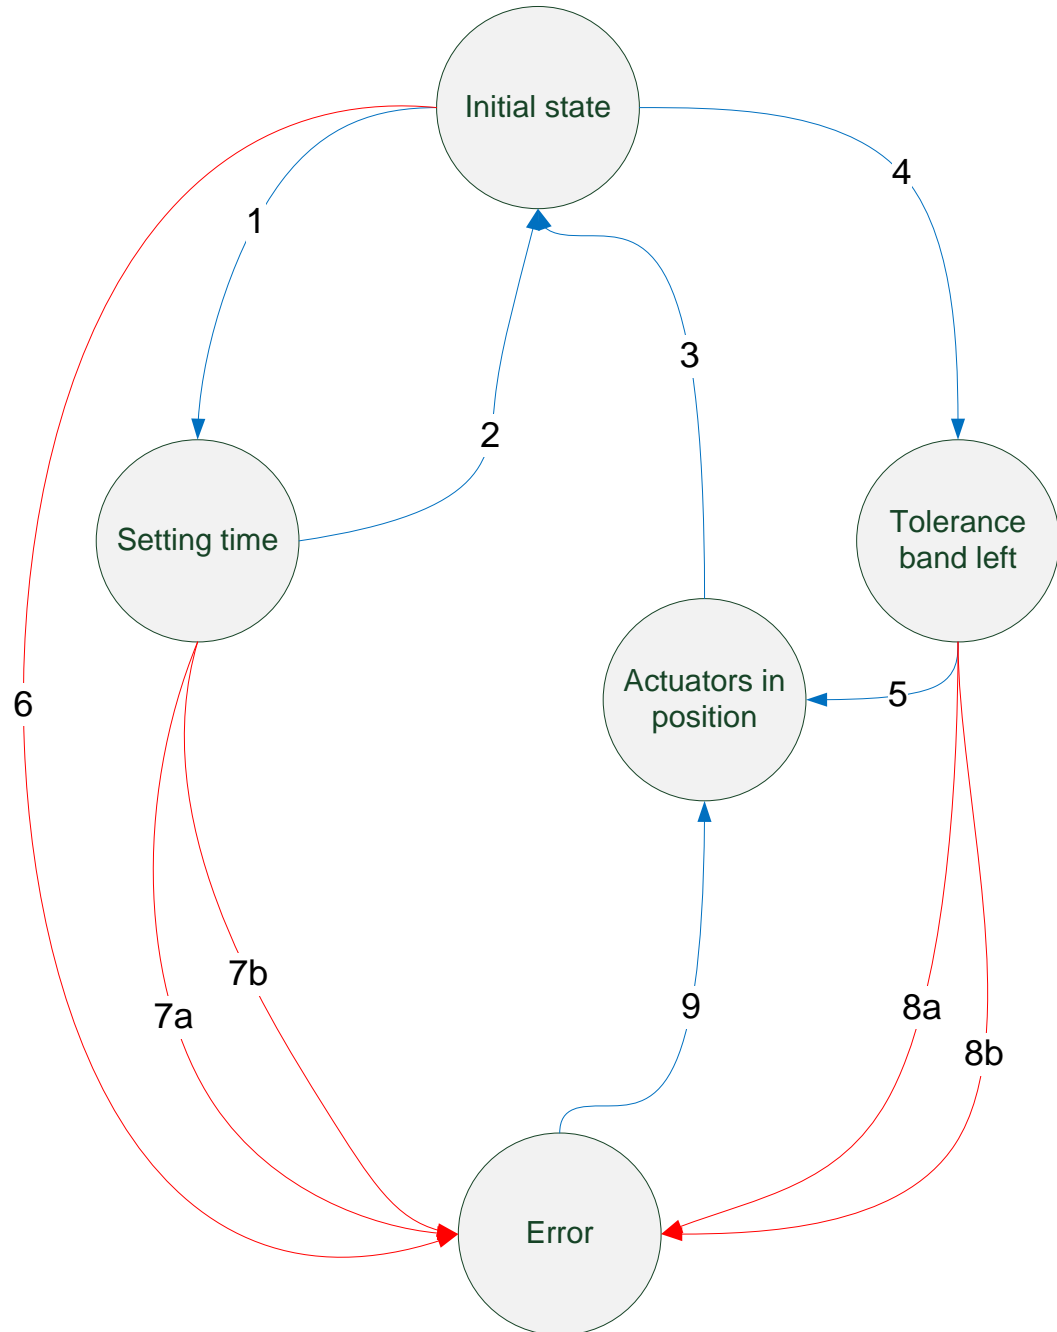 Initial state
4
1
3
2
Tolerance
band left
Setting time
Actuators in
position
5
6
7b
9
8a
7a
8b
Error